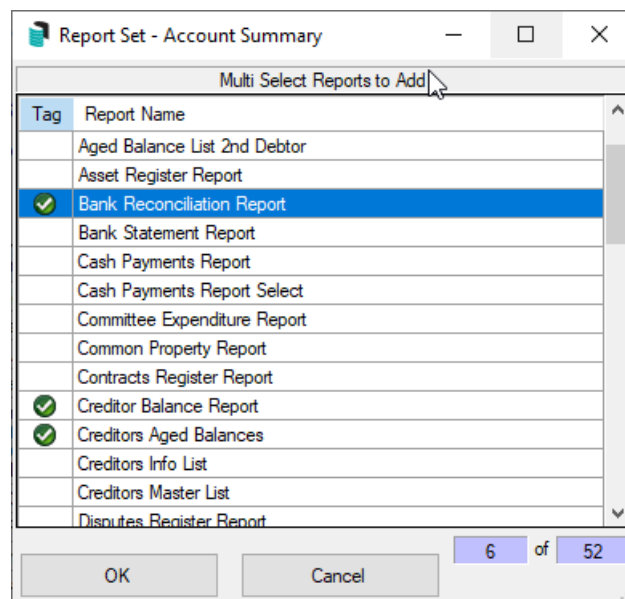 Report Set - Account Summary
Multi Select Reports to Add
Tag Report Name
Aged Balance List 2nd Debtor
Asset Register Report
Bank Reconciliation Report
Bank Statement Report
Cash Payments Report
Cash Payments Report Select
Committee Expenditure Report
Common Property Report
Contracts Register Report
Creditor Balance Report
Creditors Aged Balances
Creditors Info List
Creditors Master List
Disputes Register Report
6 of 52
OK Cancel